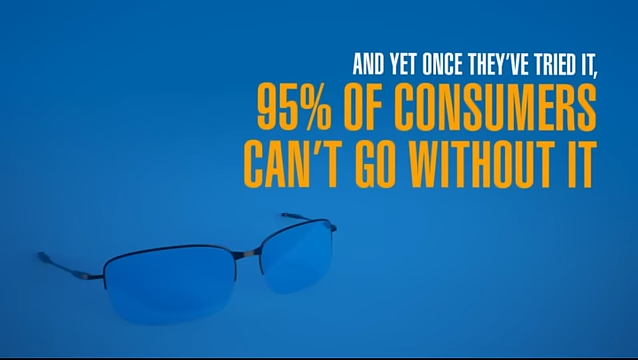 AND YET ONCE THEY'VE TRIED IT,
95% OF CONSUMERS
CAN'T GO WITHOUT IT